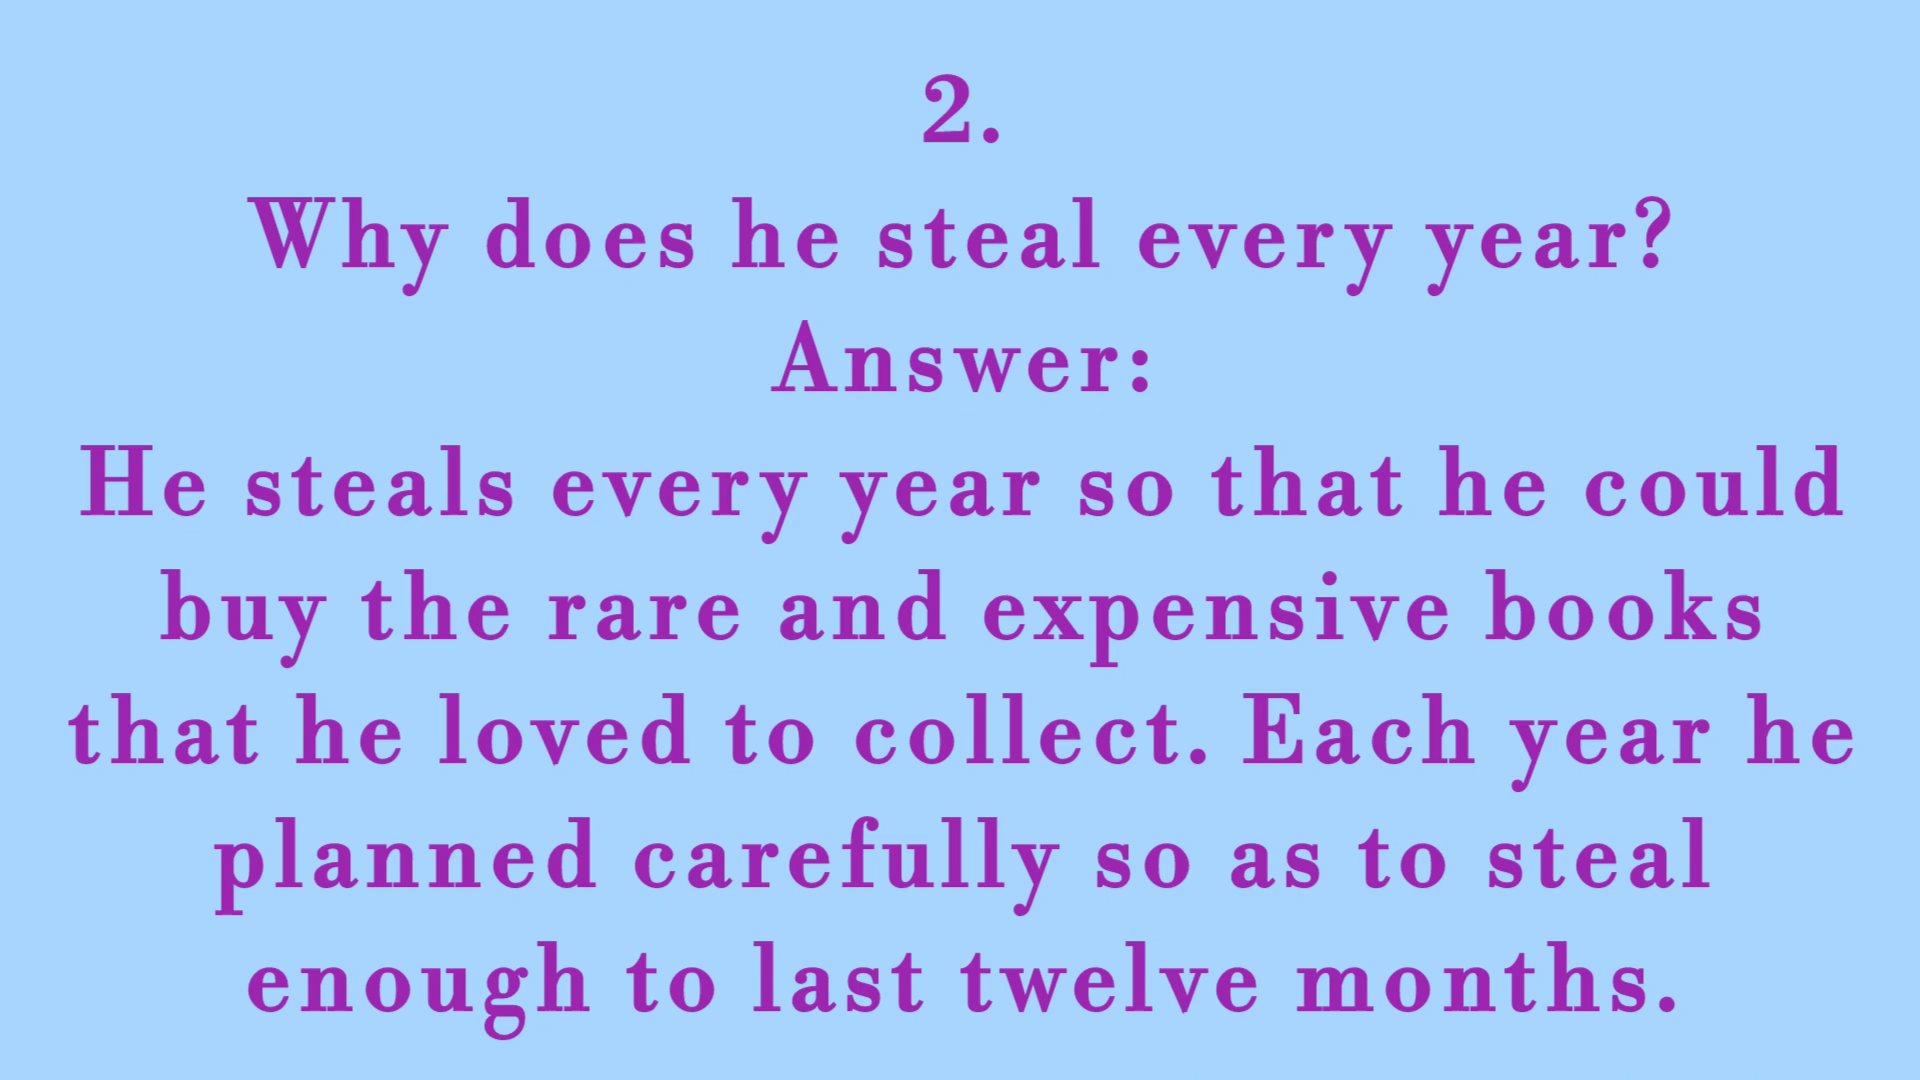 2.
Why does he steal every year?
Answer:
He steals every year so that he could
buy the rare and expensive books
that he loved to collect. Each year he
planned carefully so as to steal
enough to last twelve months.